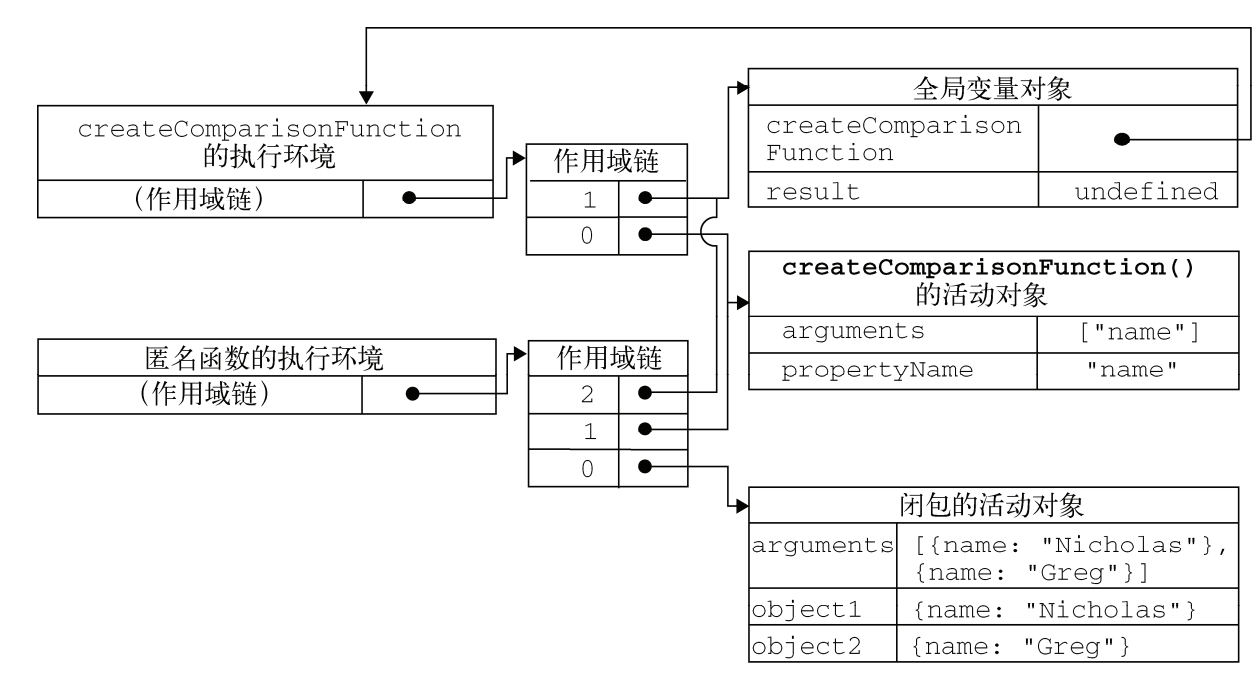 createComparisonFunction
的执行环境
(作用域链)
作用域链
1
0
全局变量对象
createComparison
Function
result
undefined
createComparisonFunction()
的活动对象
arguments
["name"]
propertyName
"name"
匿名函数的执行环境
(作用域链)
作用域链
2
1
0
闭包的活动对象
arguments
[{name: "Nicholas"},
{name: "Greg"}]
object1
{name: "Nicholas"}
object2
{name: "Greg"}